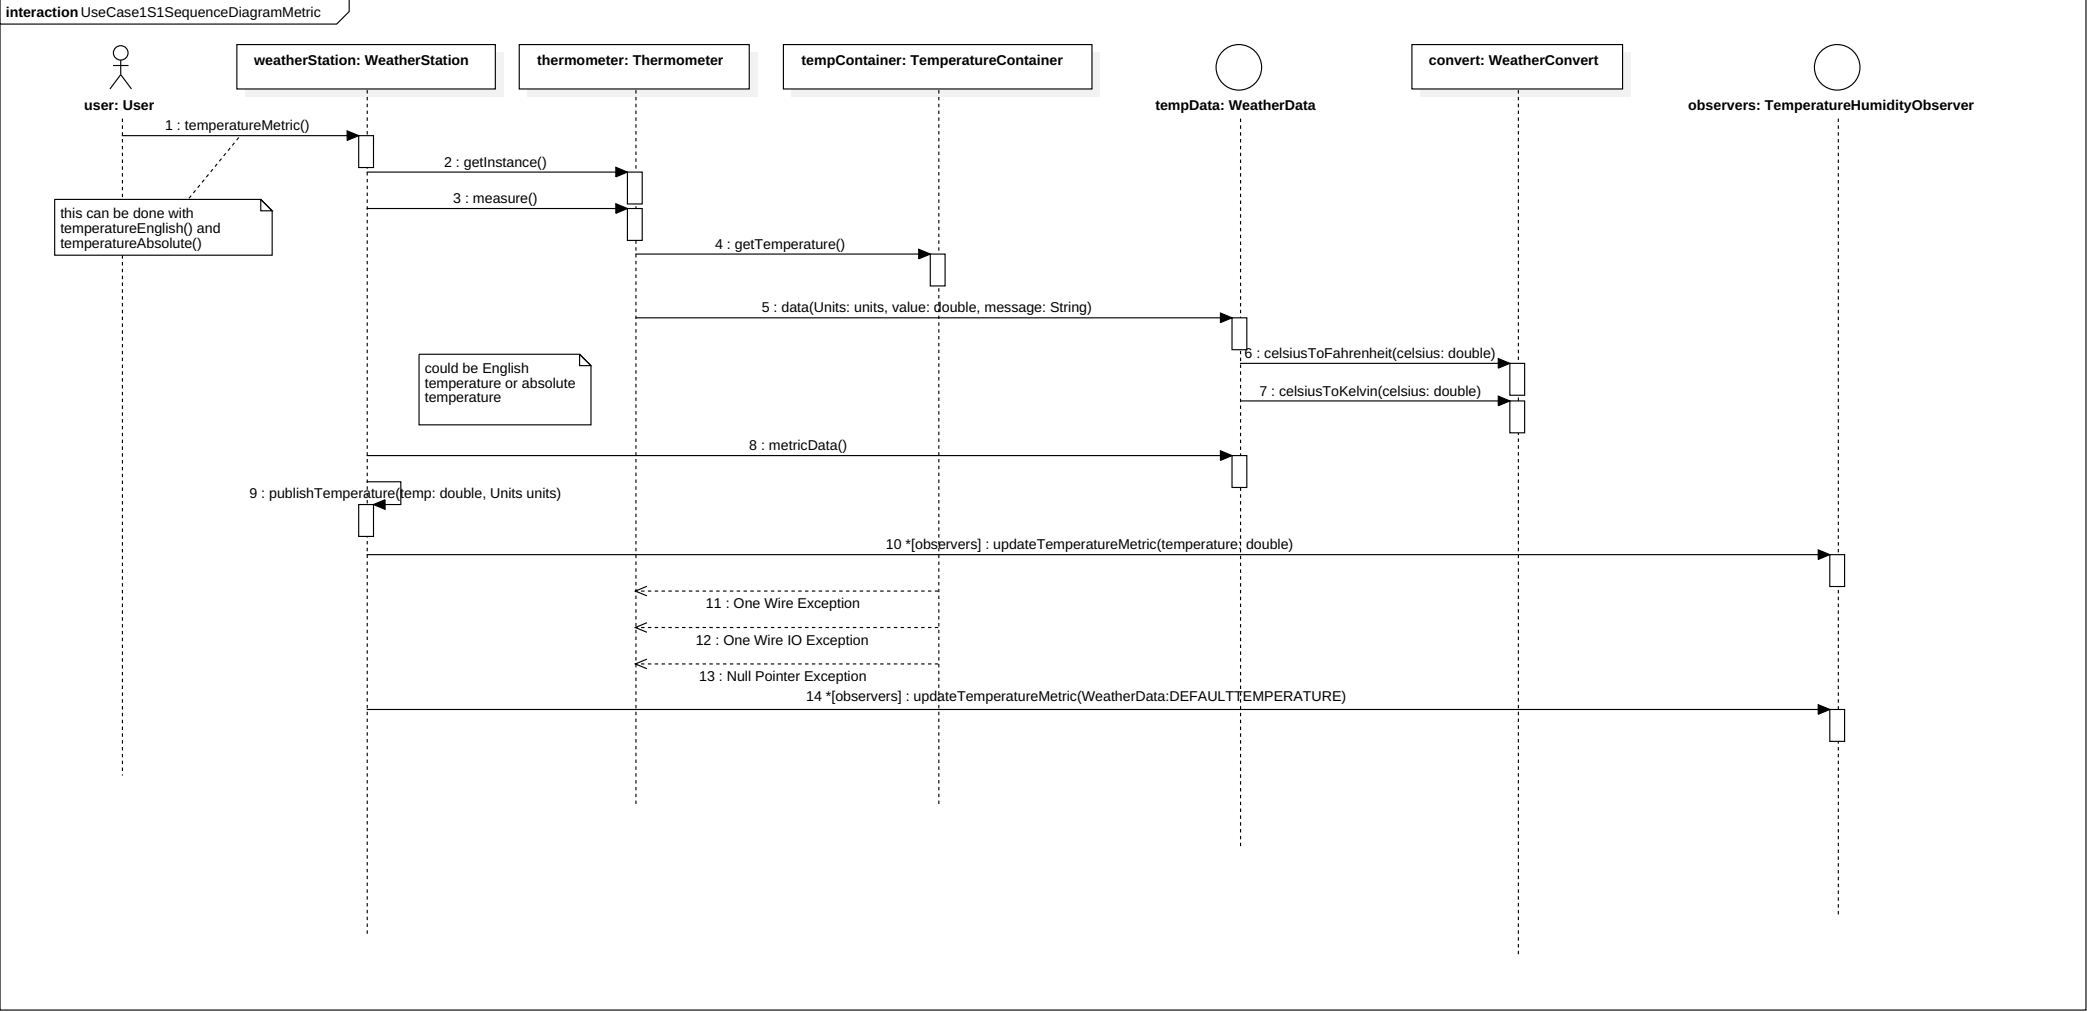 interaction UseCase1S1SequenceDiagramMetric
weatherStation: WeatherStation
thermometer: Thermometer
tempContainer: TemperatureContainer
convert: WeatherConvert
user: User
tempData: WeatherData
observers: TemperatureHumidityObserver
1 : temperatureMetric()
2 : getInstance()
3 : measure()
this can be done with
temperatureEnglish() and
temperatureAbsolute()
4 : getTemperature()
5 : data(Units: units, value: double, message: String)
6 : celsiusToFahrenheit(celsius: double)
could be English
temperature or absolute
temperature
7 : celsiusToKelvin(celsius: double)
8 : metricData()
9 : publishTemperature(temp: double, Units units)
10 *[observers] : updateTemperatureMetric(temperature: double)
11 : One Wire Exception
12 : One Wire IO Exception
13 : Null Pointer Exception
14 *[observers] : updateTemperatureMetric(WeatherData:DEFAULTTEMPERATURE)